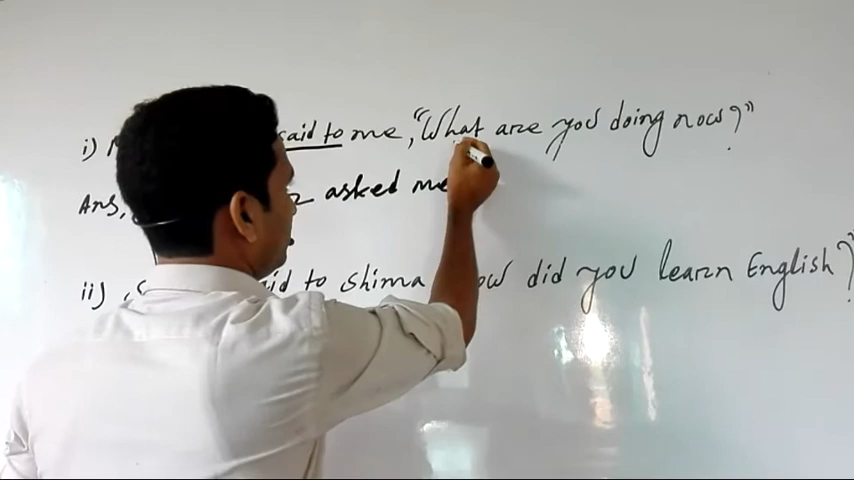 i) said to me, "What are you doing now?"
Ans, asked me
ii) said to shima did you learn English?"